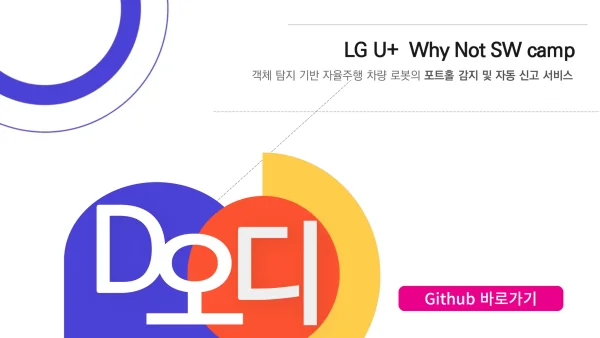 LG U+ Why Not SW camp
객체 탐지 기반 자율주행 차량 로봇의 포트홀 감지 및 자동 신고 서비스
D오디
Github 바로가기